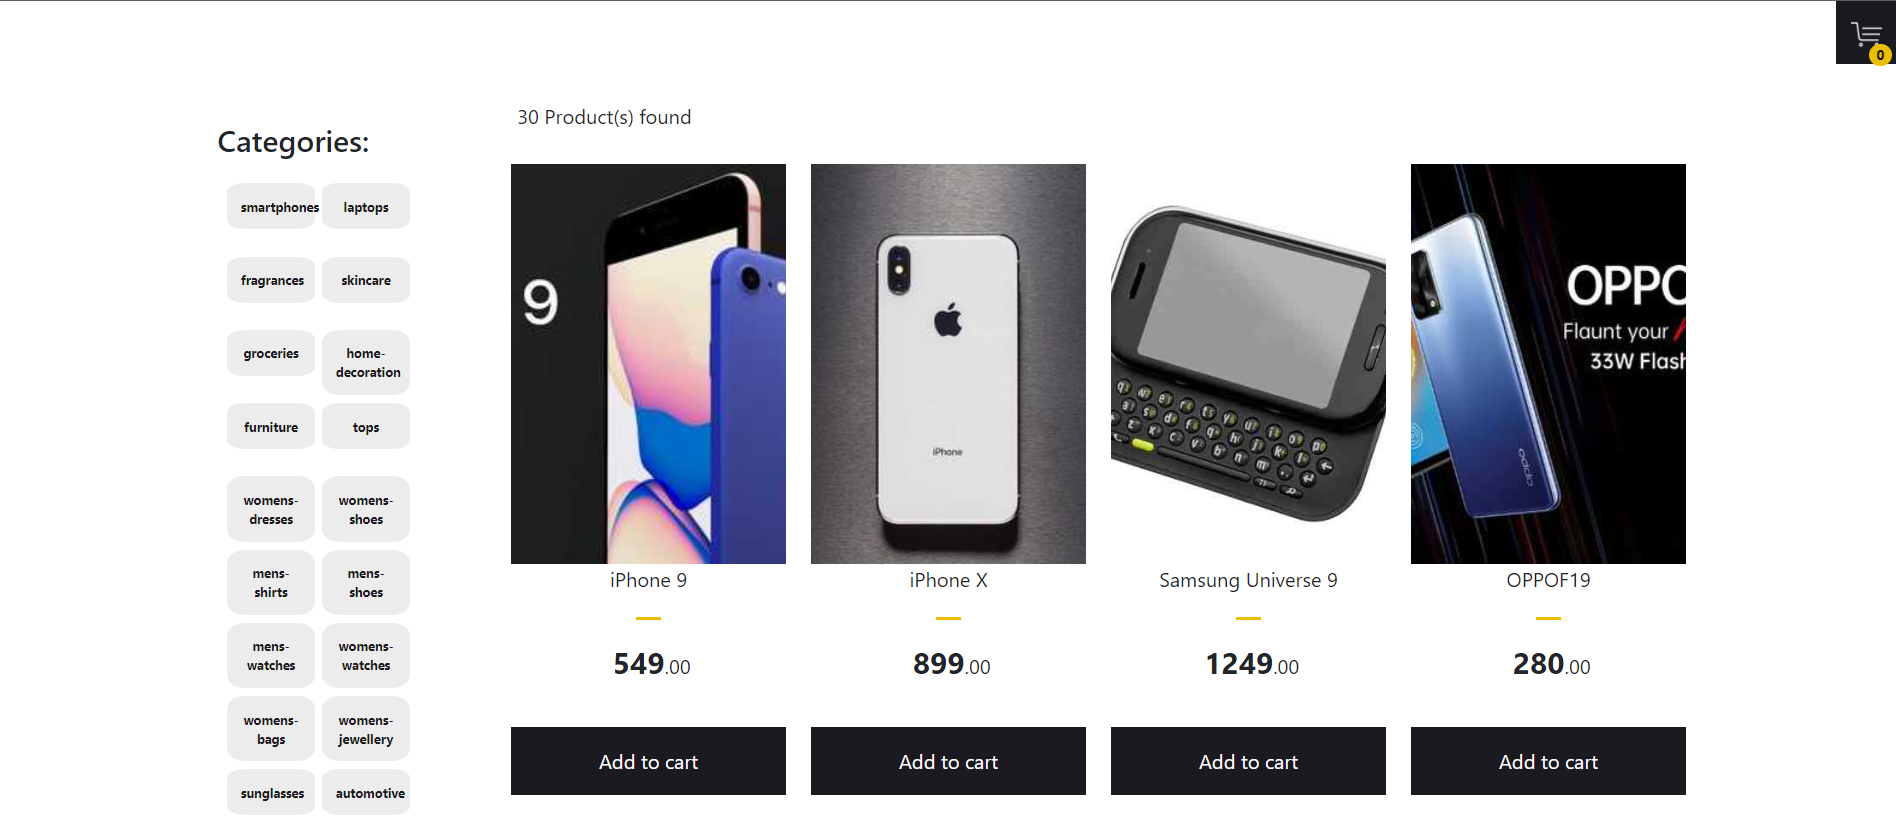 0
30 Product(s) found
Categories:
smartphones
laptops
fragrances
skincare
groceries
home-
decoration
furniture
tops
womens-
dresses
womens-
shoes
mens-
shirts
mens-
shoes
mens-
watches
womens-
watches
womens-
bags
womens-
jewellery
sunglasses
automotive
9
iPhone 9
549.00
Add to cart
iPhone
iPhone X
899.00
Add to cart
Samsung Universe 9
1249.00
Add to cart
OPPO
Flaunt your
33W Flash
oppo
OPPOF19
280.00
Add to cart